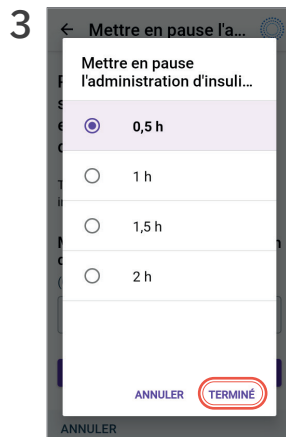 3
Mettre en pause l'a...
Mettre en pause
l'administration d'insuli...
0,5 h
1 h
1,5 h
2 h
ANNULER TERMINÉ
ANNULER